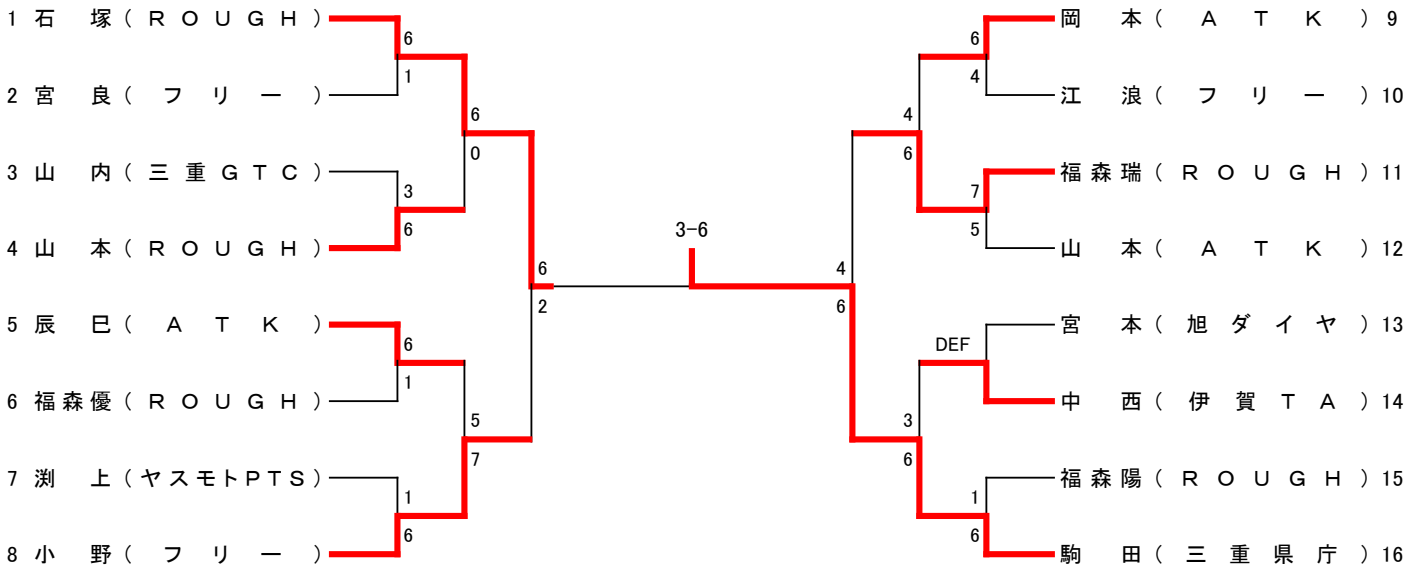 1 石塚(ROUGH)
6
1
2 宮良(フリー)
6
0
3 山内(三重GTC)
3
6
4 山本(ROUGH)
6
2
5 辰巳(ATK)
6
1
6 福森優(ROUGH)
5
7
7 渕上(ヤスモトPTS)
1
6
8 小野(フリー)
3-6
岡本(ATK) 9
6
4
江浪(フリー) 10
4
6
福森瑞(ROUGH) 11
7
5
山本(ATK) 12
4
6
宮本(旭ダイヤ) 13
DEF
中西(伊賀TA) 14
3
6
福森陽(ROUGH) 15
1
6
駒田(三重県庁) 16